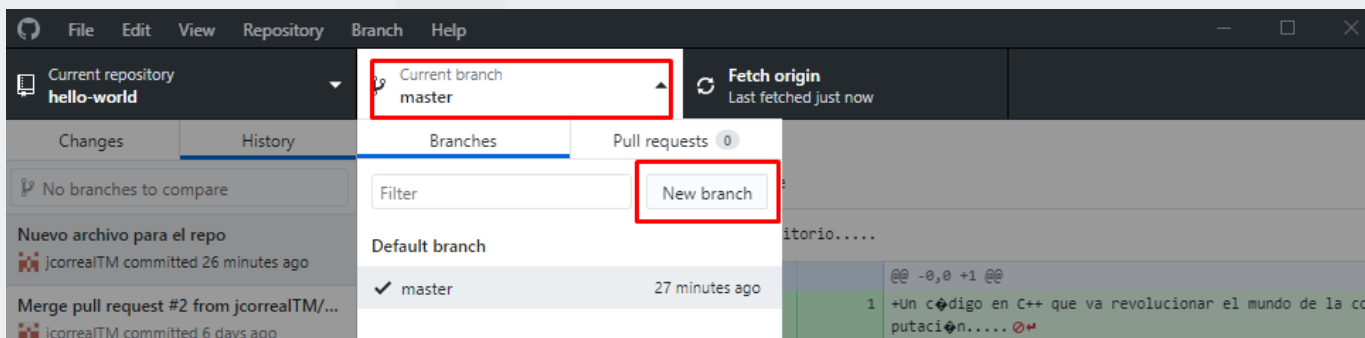 File Edit View Repository Branch Help
Current repository
hello-world
Current branch
master
Fetch origin
Last fetched just now
Changes History
Branches Pull requests 0
No branches to compare
Filter New branch
Nuevo archivo para el repo
jcorrealTM committed 26 minutes ago
Default branch
master 27 minutes ago
Merge pull request #2 from jcorrealTM/...
jcorrealTM committed 6 days ago
itorio.....
@@ -0,0 +1 @@
1 +Un c�digo en C++ que va revolucionar el mundo de la co
putaci�n.....